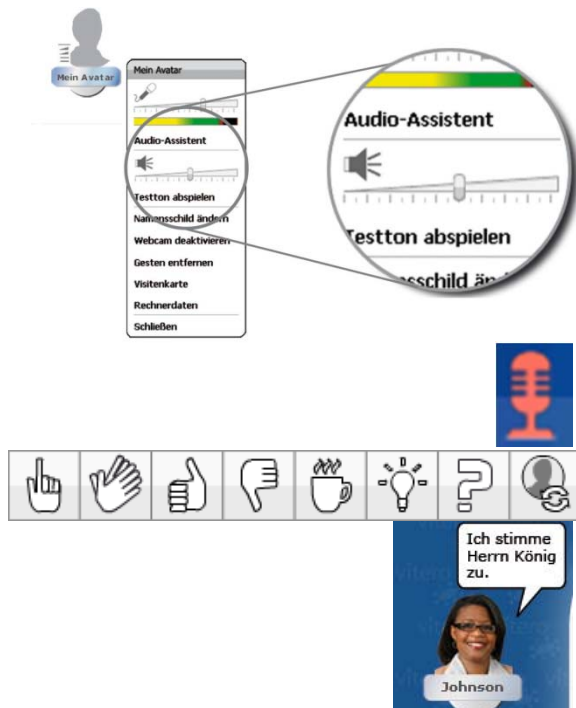 Mein Avatar
Mein Avatar
Audio-Assistent
Testton abspielen
Namensschild ändern
Webcam deaktivieren
Gesten entfernen
Visitenkarte
Rechnerdaten
Schließen
Audio-Assistent
Testton abspielen
Ich stimme
Herrn König
zu.
Johnson